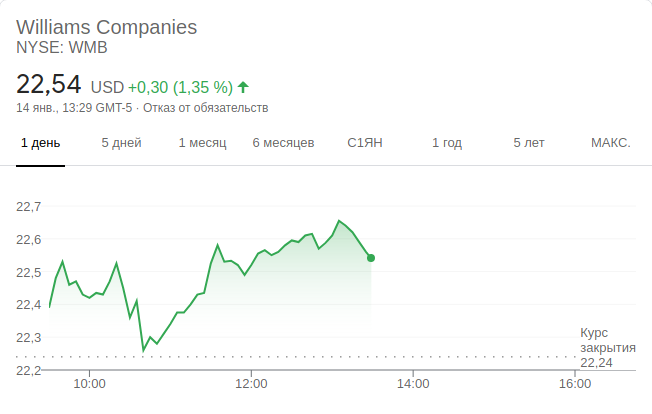 Williams Companies
NYSE: WMB
22,54 USD +0,30 (1,35 %)
14 янв., 13:29 GMT-5 · Отказ от обязательств
1 день 5 дней 1 месяц 6 месяцев С1ЯН 1 год 5 лет МАКС.
22,7
22,6
22,5
22,4
22,3
Курс
закрытия
22,24
22,2
10:00 12:00 14:00 16:00